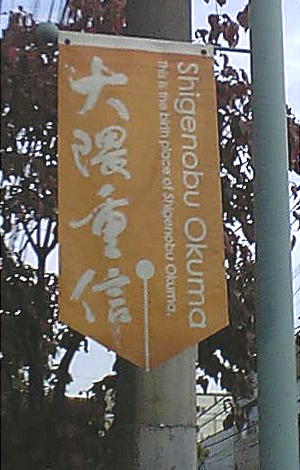 大隈重信
Shigenobu Okuma
This is the birth place of Shigenobu Okuma.